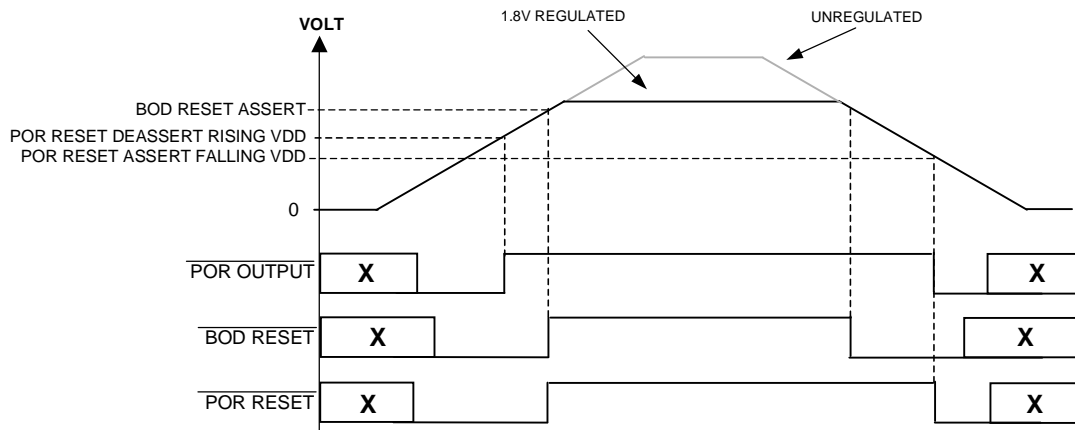 1.8V REGULATED
UNREGULATED
VOLT
BOD RESET ASSERT
POR RESET DEASSERT RISING VDD
POR RESET ASSERT FALLING VDD
0
POR OUTPUT
X
X
BOD RESET
X
X
POR RESET
X
X